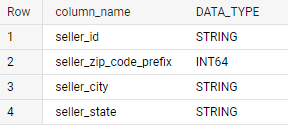 Row column_name DATA_TYPE
1 seller_id STRING
2 seller_zip_code_prefix INT64
3 seller_city STRING
4 seller_state STRING